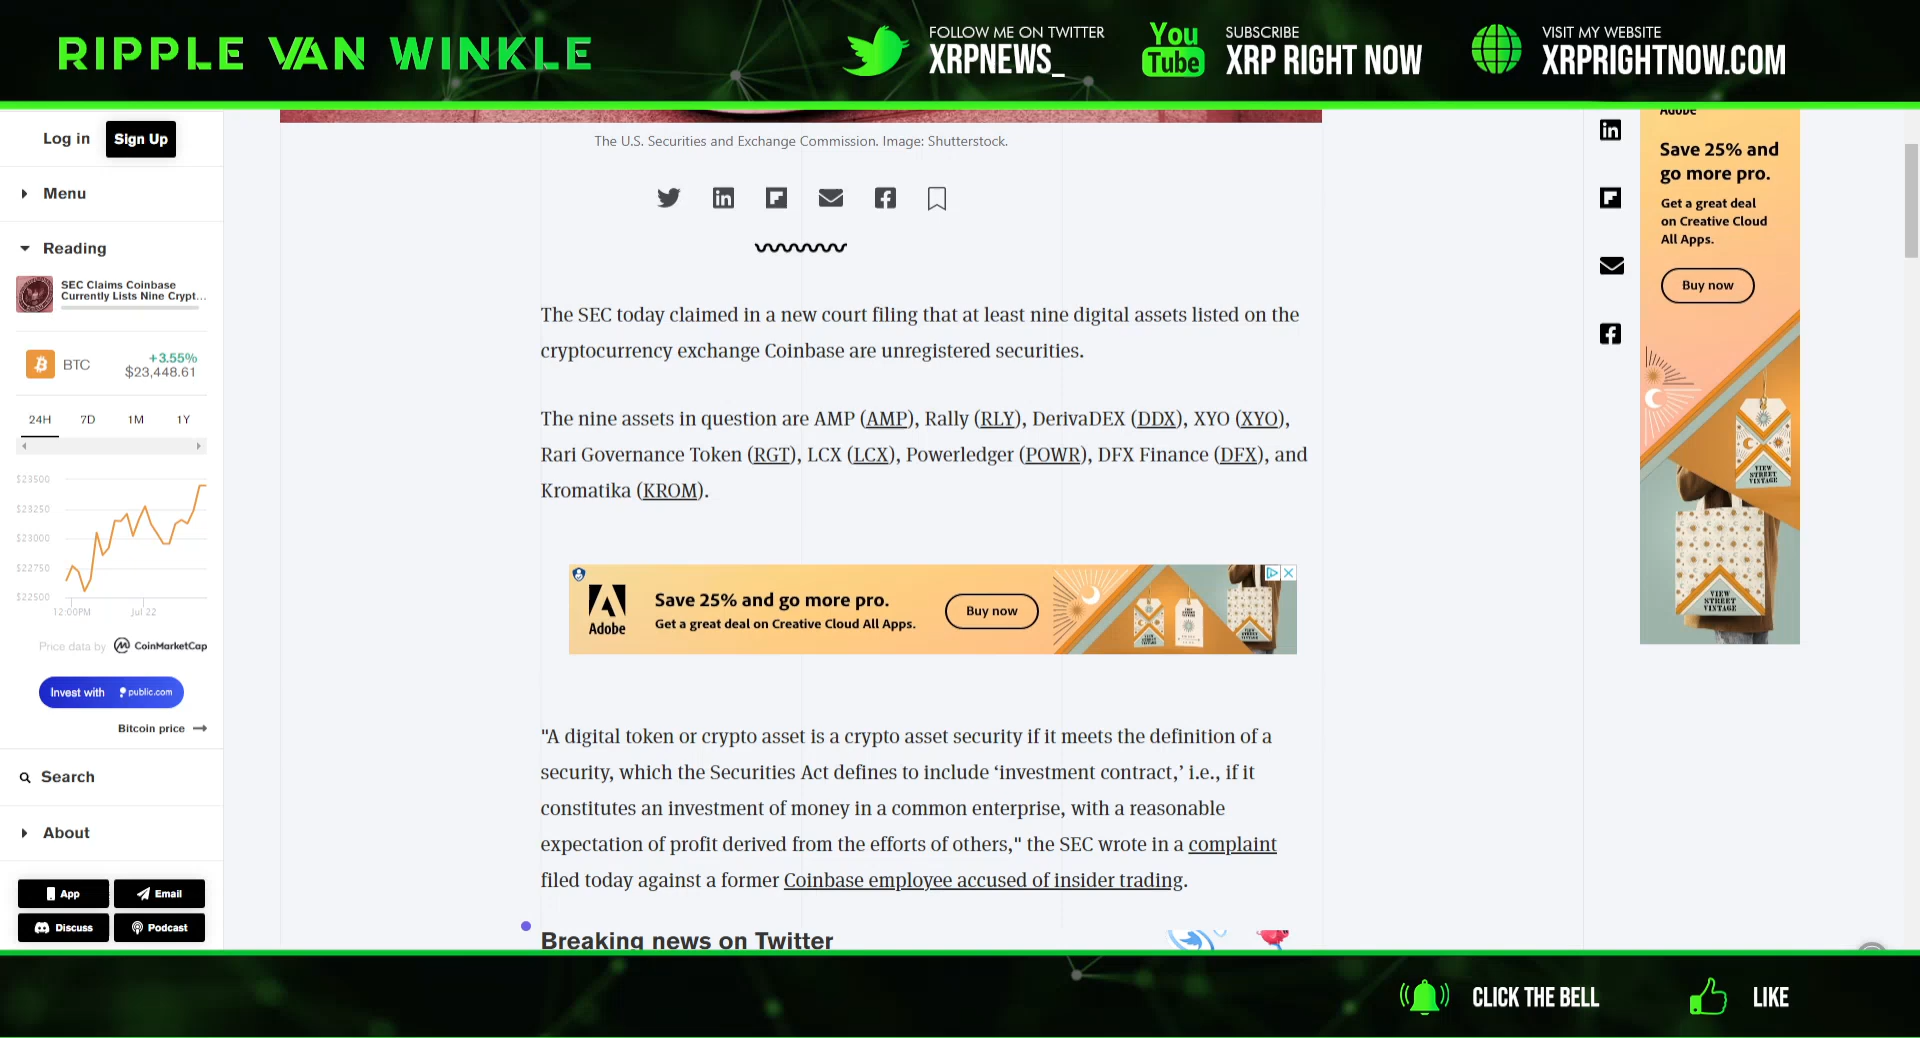 RIPPLE VAN WINKLE
FOLLOW ME ON TWITTER
XRPNEWS_
You
Tube
SUBSCRIBE
XRP RIGHT NOW
VISIT MY WEBSITE
XRPRIGHTNOW.COM
Log in
Sign Up
Menu
Reading
SEC Claims Coinbase
Currently Lists Nine Crypt...
BTC
+3.55%
$23,448.61
24H 7D 1M 1Y
$23500
$23250
$23000
$22750
$22500
12:00PM Jul 22
Price data by CoinMarketCap
Invest with public.com
Bitcoin price
Search
About
App
Email
Discuss
Podcast
The U.S. Securities and Exchange Commission. Image: Shutterstock.
The SEC today claimed in a new court filing that at least nine digital assets listed on the
cryptocurrency exchange Coinbase are unregistered securities.
The nine assets in question are AMP (AMP), Rally (RLY), DerivaDEX (DDX), XYO (XYO),
Rari Governance Token (RGT), LCX (LCX), Powerledger (POWR), DFX Finance (DFX), and
Kromatika (KROM).
Adobe
Save 25% and go more pro.
Get a great deal on Creative Cloud All Apps.
Buy now
VIEW
STREET
VINTAGE
"A digital token or crypto asset is a crypto asset security if it meets the definition of a
security, which the Securities Act defines to include ‘investment contract,’ i.e., if it
constitutes an investment of money in a common enterprise, with a reasonable
expectation of profit derived from the efforts of others," the SEC wrote in a complaint
filed today against a former Coinbase employee accused of insider trading.
Breaking news on Twitter
Adobe
Save 25% and
go more pro.
Get a great deal
on Creative Cloud
All Apps.
Buy now
VIEW
STREET
VINTAGE
VIEW
STREET
VINTAGE
CLICK THE BELL
LIKE